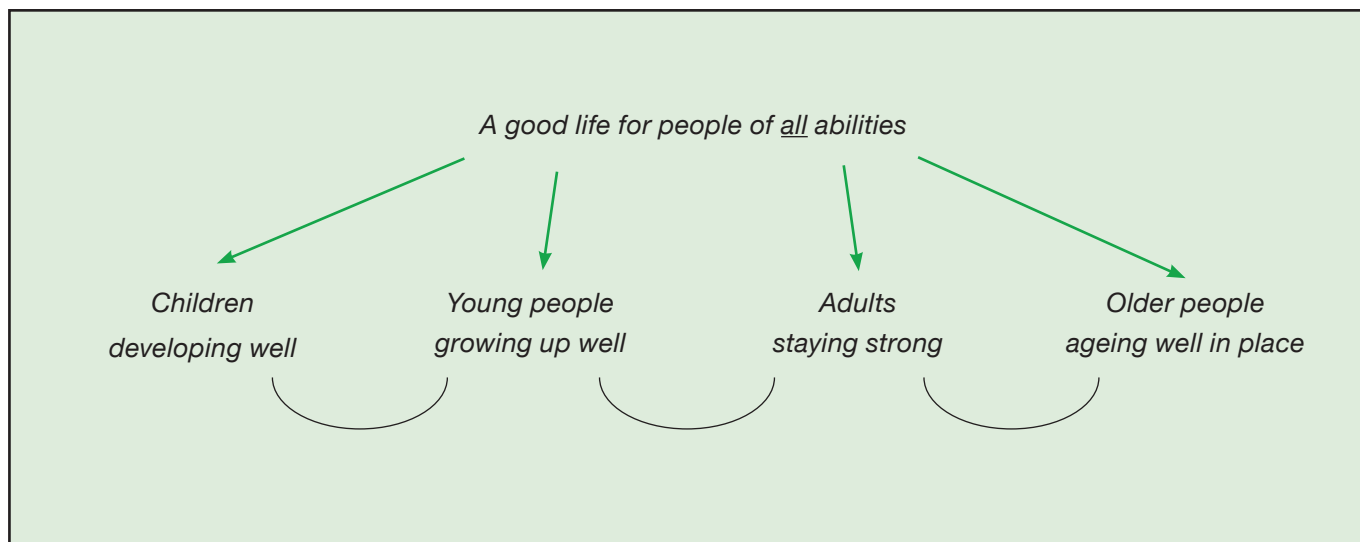 A good life for people of all abilities
Children
developing well
Young people
growing up well
Adults
staying strong
Older people
ageing well in place